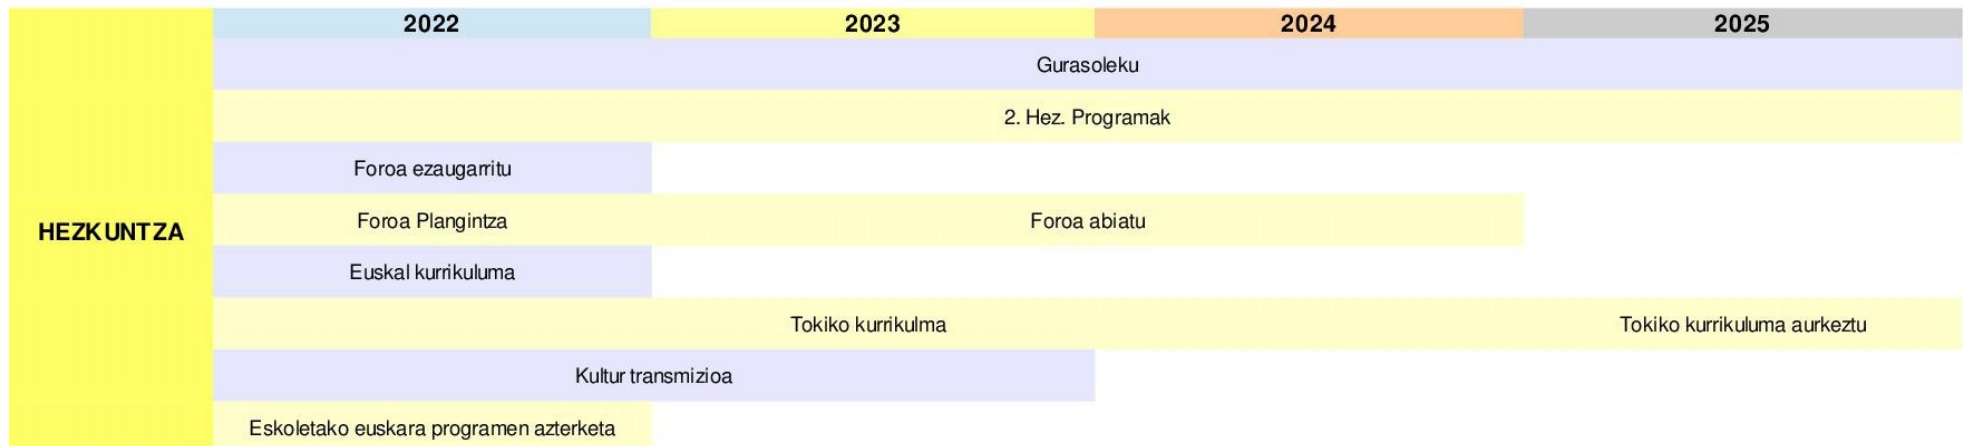 2022 2023 2024 2025
Gurasoleku
2. Hez. Programak
Foroa ezaugarritu
HEZKUNTZA
Foroa Plangintza Foroa abiatu
Euskal kurrikuluma
Tokiko kurrikulma Tokiko kurrikuluma aurkeztu
Kultur transmizioa
Eskoletako euskara programen azterketa